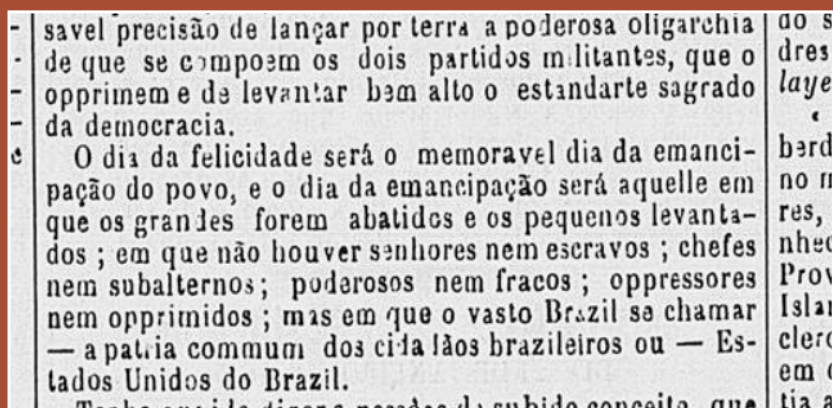 savel precisão de lançar por terra a poderosa oligarchia
de que se compoem os dois partidos militantes, que o
opprimem e de levantar bem alto o estandarte sagrado
da democracia.
O dia da felicidade será o memoravel dia da emanci-
pação do povo, e o dia da emancipação será aquelle em
que os grandes forem abatidos e os pequenos levanta-
dos ; em que não houver senhores nem escravos ; chefes
nem subalternos ; poderosos nem fracos ; oppressores
nem opprimidos ; mas em que o vasto Brazil se chamar
— a patria commum dos cidadãos brazileiros ou — Es-
tados Unidos do Brazil.